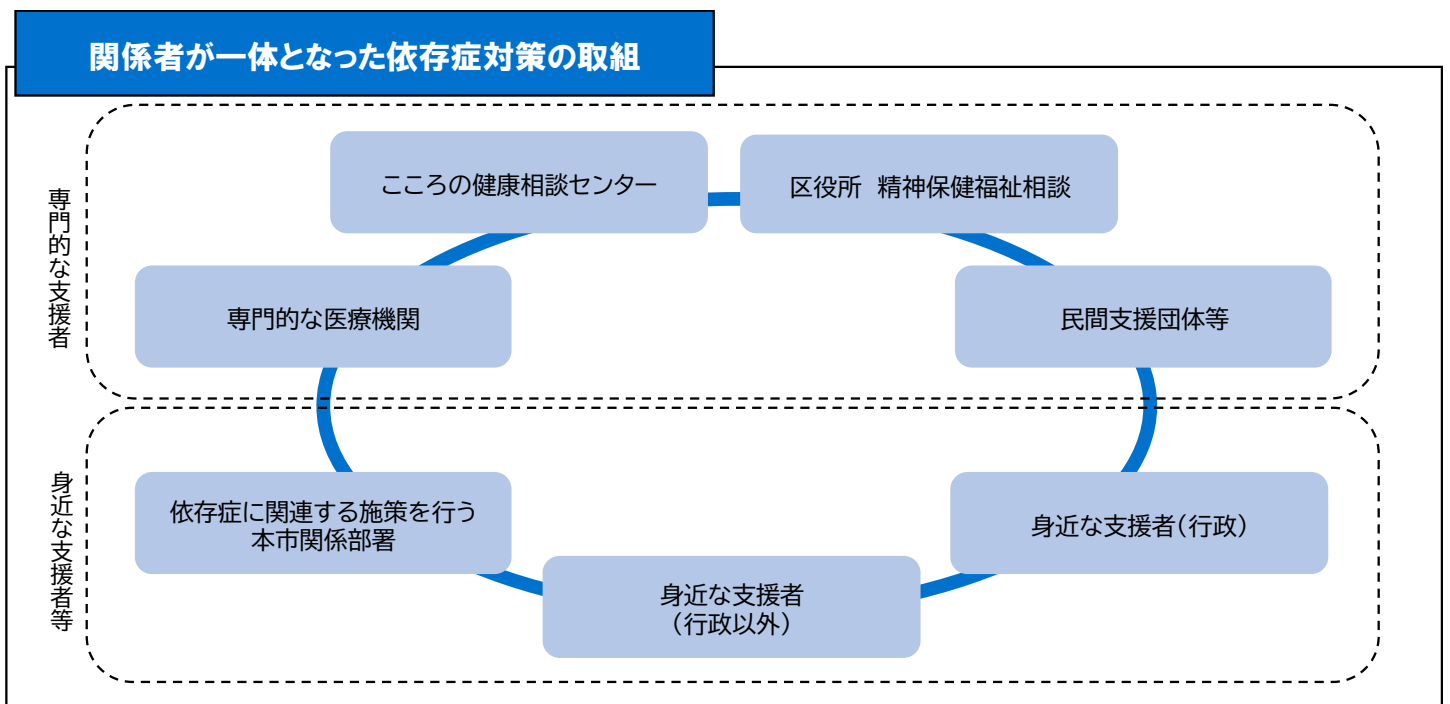 関係者が一体となった依存症対策の取組
専門的な支援者
こころの健康相談センター
区役所 精神保健福祉相談
専門的な医療機関
民間支援団体等
身近な支援者等
依存症に関連する施策を行う
本市関係部署
身近な支援者(行政)
身近な支援者
(行政以外)